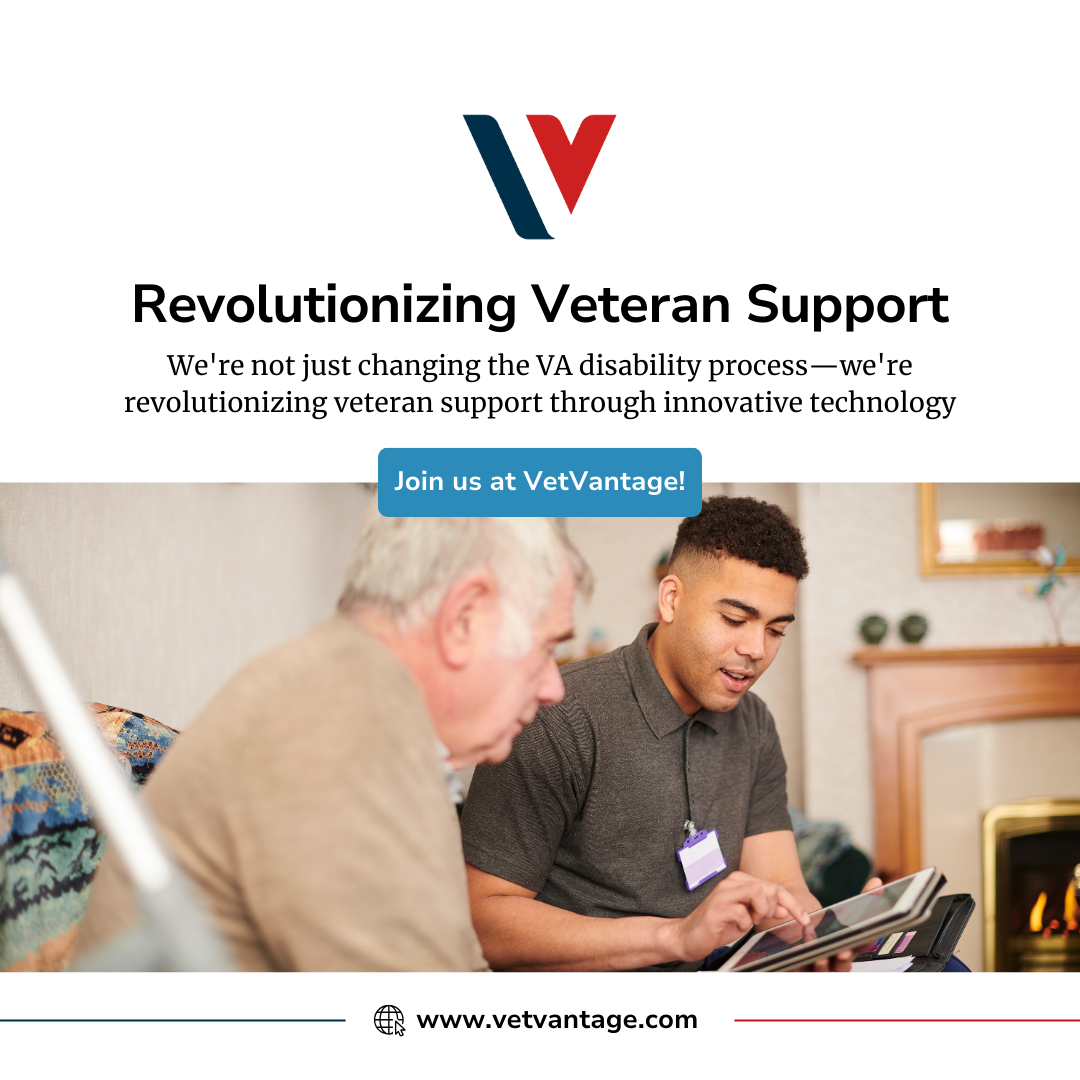 Revolutionizing Veteran Support
We're not just changing the VA disability process—we're
revolutionizing veteran support through innovative technology
Join us at VetVantage!
www.vetvantage.com